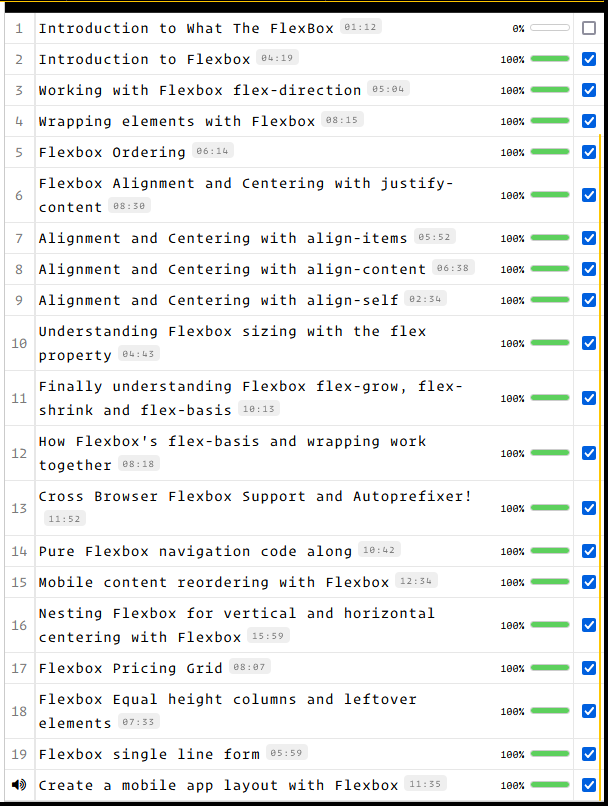 1 Introduction to What The FlexBox 01:12 0%
2 Introduction to Flexbox 04:19 100%
3 Working with Flexbox flex-direction 05:04 100%
4 Wrapping elements with Flexbox 08:15 100%
5 Flexbox Ordering 06:14 100%
6 Flexbox Alignment and Centering with justify-
content 08:30 100%
7 Alignment and Centering with align-items 05:52 100%
8 Alignment and Centering with align-content 06:38 100%
9 Alignment and Centering with align-self 02:34 100%
10 Understanding Flexbox sizing with the flex
property 04:43 100%
11 Finally understanding Flexbox flex-grow, flex-
shrink and flex-basis 10:13 100%
12 How Flexbox's flex-basis and wrapping work
together 08:18 100%
13 Cross Browser Flexbox Support and Autoprefixer!
11:52 100%
14 Pure Flexbox navigation code along 10:42 100%
15 Mobile content reordering with Flexbox 12:34 100%
16 Nesting Flexbox for vertical and horizontal
centering with Flexbox 15:59 100%
17 Flexbox Pricing Grid 08:07 100%
18 Flexbox Equal height columns and leftover
elements 07:33 100%
19 Flexbox single line form 05:59 100%
Create a mobile app layout with Flexbox 11:35 100%